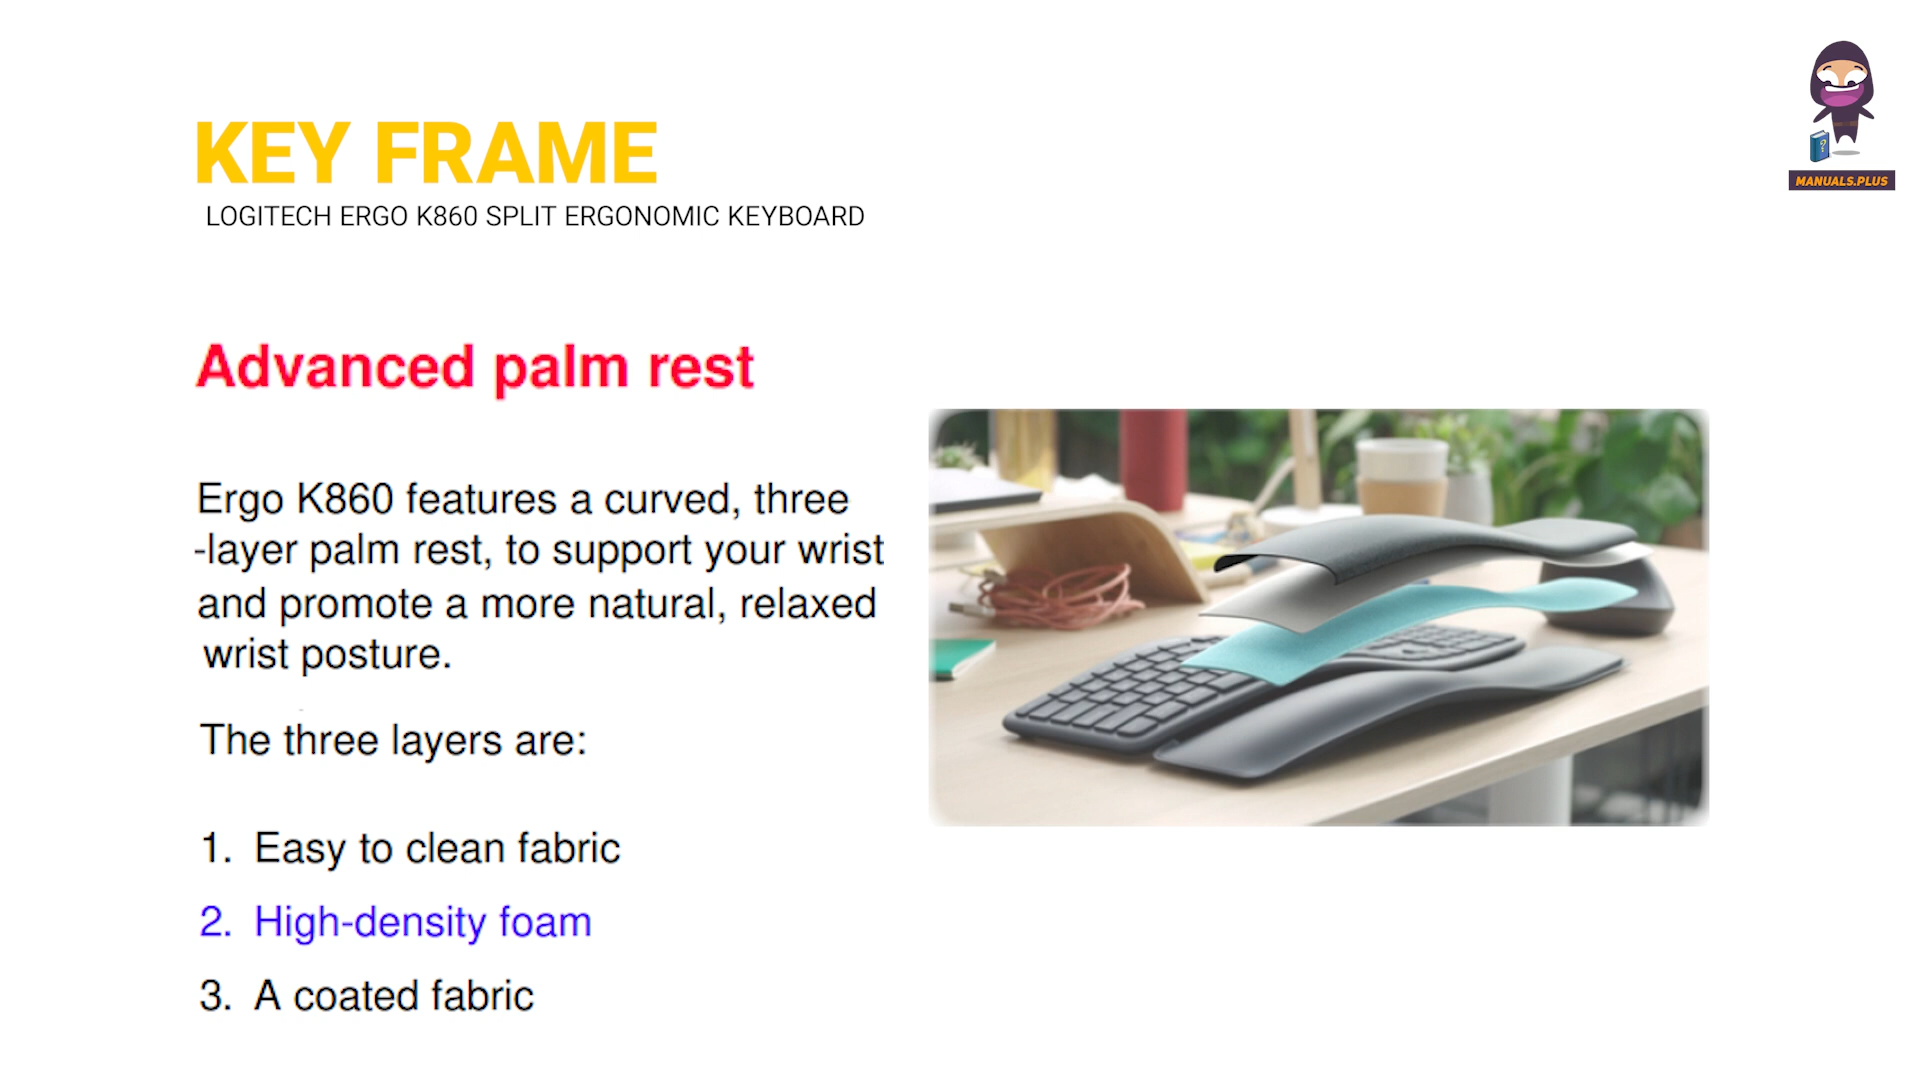 KEY FRAME
LOGITECH ERGO K860 SPLIT ERGONOMIC KEYBOARD
MANUALS.PLUS
Advanced palm rest
Ergo K860 features a curved, three
-layer palm rest, to support your wrist
and promote a more natural, relaxed
wrist posture.
The three layers are:
1. Easy to clean fabric
2. High-density foam
3. A coated fabric